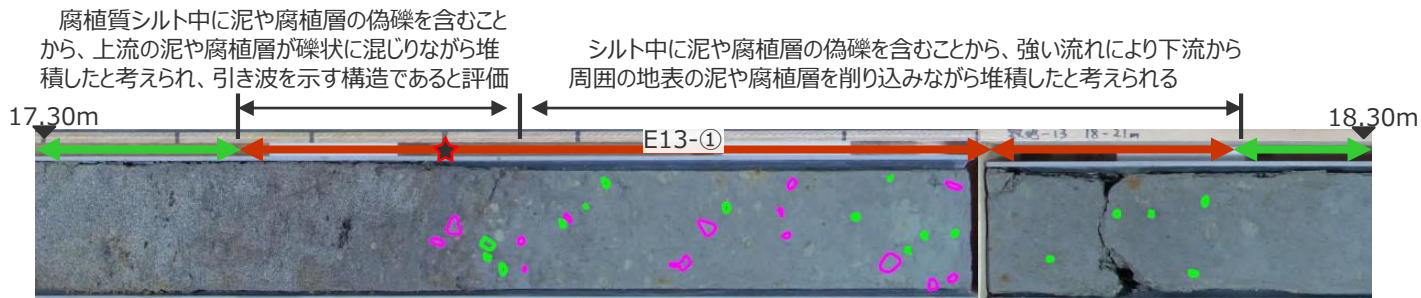 腐植質シルト中に泥や腐植層の偽礫を含むこと
から、上流の泥や腐植層が礫状に混じりながら堆
積したと考えられ、引き波を示す構造であると評価
シルト中に泥や腐植層の偽礫を含むことから、強い流れにより下流から
周囲の地表の泥や腐植層を削り込みながら堆積したと考えられる
17.30m
18.30m
E13-①
-13 18-21m